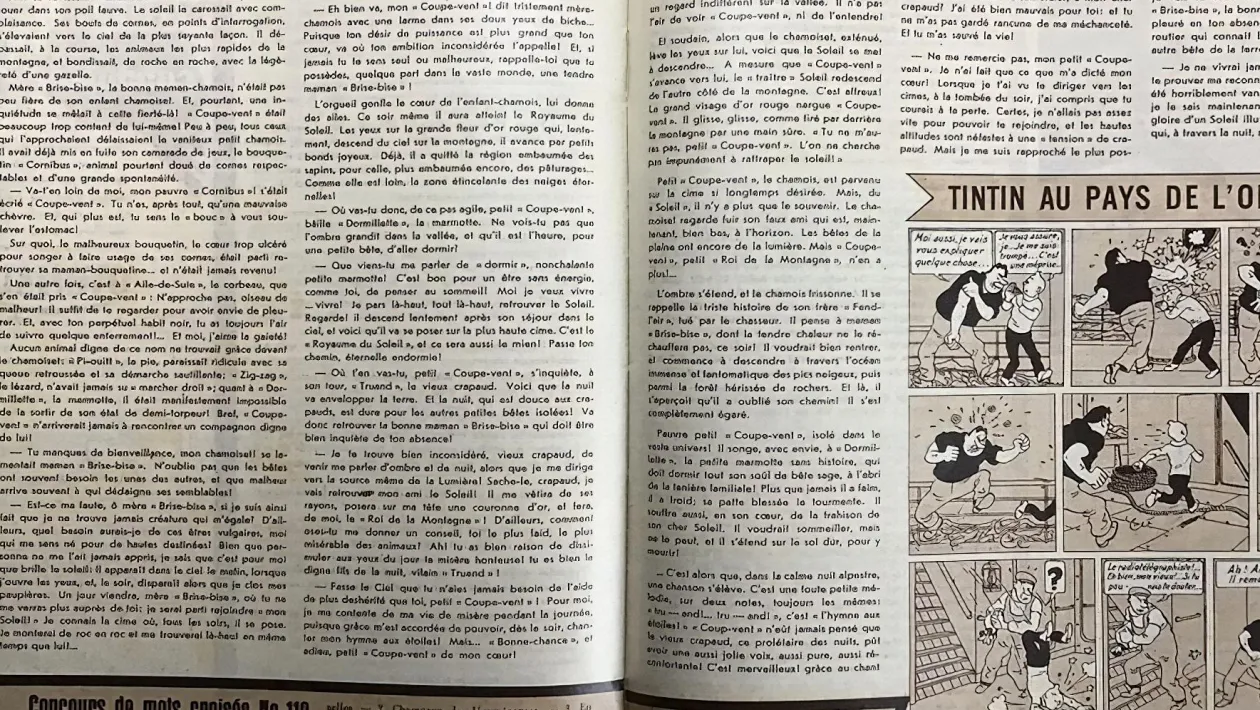 oner dans son poil fauve. Le soleil la caressait avec com-
plaisance. Ses bouts de cornes, en points d'interrogation,
s'élevaient vers le ciel de la plus seyante façon. Il dé-
passait, à la course, les animaux les plus rapides de la
montagne, et bondissait, de roche en roche, avec la légè-
reté d'une gazelle.
Mère « Brise-bise », la bonne maman-chamois, n'était pas
peu fière de son enfant chamoisel. Et, pourtant, une in-
quiétude se mêlait à cette fierté-là! « Coupe-vent » était
beaucoup trop content de lui-même! Peu à peu, tous ceux
qui l'approchaient délaissaient le vaniteux petit chamois.
Il avait déjà mis en fuite son camarade de jeux, le bouque-
tin « Cornibus », animal pourtant doué de cornes respec-
tables et d'une grande spontanéité.
— Va-t'en loin de moi, mon pauvre « Cornibus »! s'était
écrié « Coupe-vent ». Tu n'es, après tout, qu'une mauvaise
chèvre. Et, qui plus est, tu sens le « bouc » à vous sou-
lever l'estomac!
Sur quoi, le malheureux bouquetin, le cœur trop ulcéré
pour songer à faire usage de ses cornes, était parti re-
trouver sa maman-bouquetine... et n'était jamais revenu!
Une autre fois, c'est à « Aile-de-Suie », le corbeau, que
s'en était pris « Coupe-vent » : N'approche pas, oiseau de
malheur! Il suffit de te regarder pour avoir envie de pleu-
rer. Et, avec ton perpétuel habit noir, tu as toujours l'air
de suivre quelque enterrement!... Et moi, j'aime la gaieté!
Aucun animal digne de ce nom ne trouvait grâce devant
le chamoisel: « Pi-ouitt », la pie, paraissait ridicule avec sa
queue retroussée et sa démarche sautillante; « Zig-zag »,
le lézard, n'avait jamais su « marcher droit »; quant à « Dor-
millette », la marmotte, il était manifestement impossible
de la sortir de son état de demi-torpeur! Bref, « Coupe-
vent » n'arriverait jamais à rencontrer un compagnon digne
de lui!
— Tu manques de bienveillance, mon chamoisel! se la-
mentait maman « Brise-bise ». N'oublie pas que les bêtes
ont souvent besoin les unes des autres, et que malheur
arrive souvent à qui dédaigne ses semblables!
— Est-ce ma faute, ô mère « Brise-bise », si je suis ainsi
fait que je ne trouve jamais créature qui m'égale? D'ail-
leurs, quel besoin aurais-je de ces êtres vulgaires, moi
qui me sens né pour de hautes destinées! Bien que per-
sonne ne me l'ait jamais appris, je sais que c'est pour moi
que brille le soleil: il apparaît dans le ciel le matin, lorsque
j'ouvre les yeux, et, le soir, disparaît alors que je clos mes
paupières. Un jour viendra, mère « Brise-bise », où tu ne
me verras plus auprès de toi: je serai parti rejoindre « mon
Soleil! » Je connais la cime où, tous les soirs, il se pose.
Je monterai de roc en roc et me trouverai là-haut en même
temps que lui!...
— Eh bien va, mon « Coupe-vent »! dit tristement mère-
chamois avec une larme dans ses doux yeux de biche...
Puisque ton désir de puissance est plus grand que ton
cœur, va où ton ambition inconsidérée t'appelle! Et, si
jamais tu te sens seul ou malheureux, rappelle-toi que tu
possèdes, quelque part dans le vaste monde, une tendre
maman « Brise-bise »!
L'orgueil gonfle le cœur de l'enfant-chamois, lui donne
des ailes. Ce soir même il aura atteint le Royaume du
Soleil. Les yeux sur la grande fleur d'or rouge qui, lente-
ment, descend du ciel sur la montagne, il avance par petits
bonds joyeux. Déjà, il a quitté la région embaumée des
sapins, pour celle, plus embaumée encore, des pâturages...
Comme elle est loin, la zone étincelante des neiges éter-
nelles!
— Où vas-tu donc, de ce pas agile, petit « Coupe-vent »,
bâille « Dormillette », la marmotte. Ne vois-tu pas que
l'ombre grandit dans la vallée, et qu'il est l'heure, pour
une petite bête, d'aller dormir?
— Que viens-tu me parler de « dormir », nonchalante
petite marmotte! C'est bon pour un être sans énergie,
comme toi, de penser au sommeil! Moi je veux vivre
... vivre! Je pars là-haut, tout là-haut, retrouver le Soleil.
Regarde! il descend lentement après son séjour dans le
ciel, et voici qu'il va se poser sur la plus haute cime. C'est le
« Royaume du Soleil », et ce sera aussi le mien! Passe ton
chemin, éternelle endormie!
— Où t'en vas-tu, petit « Coupe-vent », s'inquiète, à
son tour, « Truand », le vieux crapaud. Voici que la nuit
va envelopper la terre. Et la nuit, qui est douce aux cra-
pauds, est dure pour les autres petites bêtes isolées! Va
donc retrouver la bonne maman « Brise-bise » qui doit être
bien inquiète de ton absence!
— Je te trouve bien inconsidéré, vieux crapaud, de
venir me parler d'ombre et de nuit, alors que je me dirige
vers la source même de la Lumière! Sache-le, crapaud, je
vais retrouver mon ami le Soleil! Il me vêtira de ses
rayons, posera sur ma tête une couronne d'or, et fera,
de moi, le « Roi de la Montagne »! D'ailleurs, comment
oses-tu me donner un conseil, toi le plus laid, le plus
misérable des animaux? Ah! tu as bien raison de dissi-
muler aux yeux du jour ta misère honteuse! tu es bien le
digne fils de la nuit, vilain « Truand »!
— Fasse le Ciel que tu n'aies jamais besoin de l'aide
de plus déshérité que toi, petit « Coupe-vent »! Pour moi,
je me contente de ma vie de misère pendant la journée,
puisque grâce m'est accordée de pouvoir, dès le soir, chan-
ter mon hymne aux étoiles! Mais... « Bonne-chance », et
adieu, petit « Coupe-vent » de mon cœur!
Concours de mots croisés No 110
un regard indifférent sur la vallée. Il n'a pas
l'air de voir « Coupe-vent », ni de l'entendre!
Et soudain, alors que le chamoisel, exténué,
lève les yeux sur lui, voici que le Soleil se met
à descendre... A mesure que « Coupe-vent »
s'avance vers lui, le « traître » Soleil redescend
de l'autre côté de la montagne. C'est affreux!
Le grand visage d'or rouge nargue « Coupe-
vent ». Il glisse, glisse, comme tiré par derrière
la montagne par une main sûre. « Tu ne m'au-
ras pas, petit « Coupe-vent ». L'on ne cherche
pas impunément à rattraper le soleil! »
Petit « Coupe-vent », le chamois, est parvenu
sur la cime si longtemps désirée. Mais, du
« Soleil », il n'y a plus que le souvenir. Le cha-
moisel regarde fuir son faux ami qui est, main-
tenant, bien bas, à l'horizon. Les bêtes de la
plaine ont encore de la lumière. Mais « Coupe-
vent », petit « Roi de la Montagne », n'en a
plus!...
L'ombre s'étend, et le chamois frissonne. Il se
rappelle la triste histoire de son frère « Fend-
l'air », tué par le chasseur. Il pense à maman
« Brise-bise », dont la tendre chaleur ne le ré-
chauffera pas, ce soir! Il voudrait bien rentrer,
et commence à descendre à travers l'océan
immense et fantomatique des pics neigeux, puis
parmi la forêt hérissée de rochers. Et là, il
s'aperçoit qu'il a oublié son chemin! Il s'est
complètement égaré.
Pauvre petit « Coupe-vent », isolé dans le
vaste univers! Il songe, avec envie, à « Dormil-
lette », la petite marmotte sans histoire, qui
doit dormir tout son saoûl de bête sage, à l'abri
de la tanière familiale! Plus que jamais il a faim,
il a froid; sa patte blessée le tourmente. Il
souffre aussi, en son cœur, de la trahison de
son cher Soleil. Il voudrait sommeiller, mais
ne le peut, et il s'étend sur le sol dur, pour y
mourir!
— C'est alors que, dans la calme nuit alpestre,
une chanson s'élève. C'est une toute petite mé-
lodie, sur deux notes, toujours les mêmes:
« tru — and!... tru — and! », c'est « l'hymne aux
étoiles! » « Coup-vent » n'eût jamais pensé que
le vieux crapaud, ce prolétaire des nuits, pût
avoir une aussi jolie voix, aussi pure, aussi ré-
confortante! C'est merveilleux! grâce au chant
crapaud! J'ai été bien mauvais pour toi: et tu
ne m'as pas gardé rancune de ma méchanceté.
Et tu m'as sauvé la vie!
— Ne me remercie pas, mon petit « Coupe-
vent ». Je n'ai fait que ce que m'a dicté mon
cœur! Lorsque je t'ai vu te diriger vers les
cimes, à la tombée du soir, j'ai compris que tu
courais à ta perte. Certes, je n'allais pas assez
vite pour pouvoir te rejoindre, et les hautes
altitudes sont néfastes à une « tension » de cra-
paud. Mais je me suis rapproché le plus pos-
« Brise-bise », la bonne
pleuré en ton absen
routier qui connaît l
autre bête de la terre
— Je ne vivrai jam
te prouver ma reconn
été horriblement van
je le sais maintenan
gloire d'un Soleil illu
qui, à travers la nuit,
TINTIN AU PAYS DE L'O
Moi aussi, je vais
vous expliquer
quelque chose...
Je vous assure,
je... Je me suis
trompé... C'est
une méprise...
?
Le radiotélégraphiste!...
Eh bien, mon vieux!... Si tu
Ah! A
Il rem